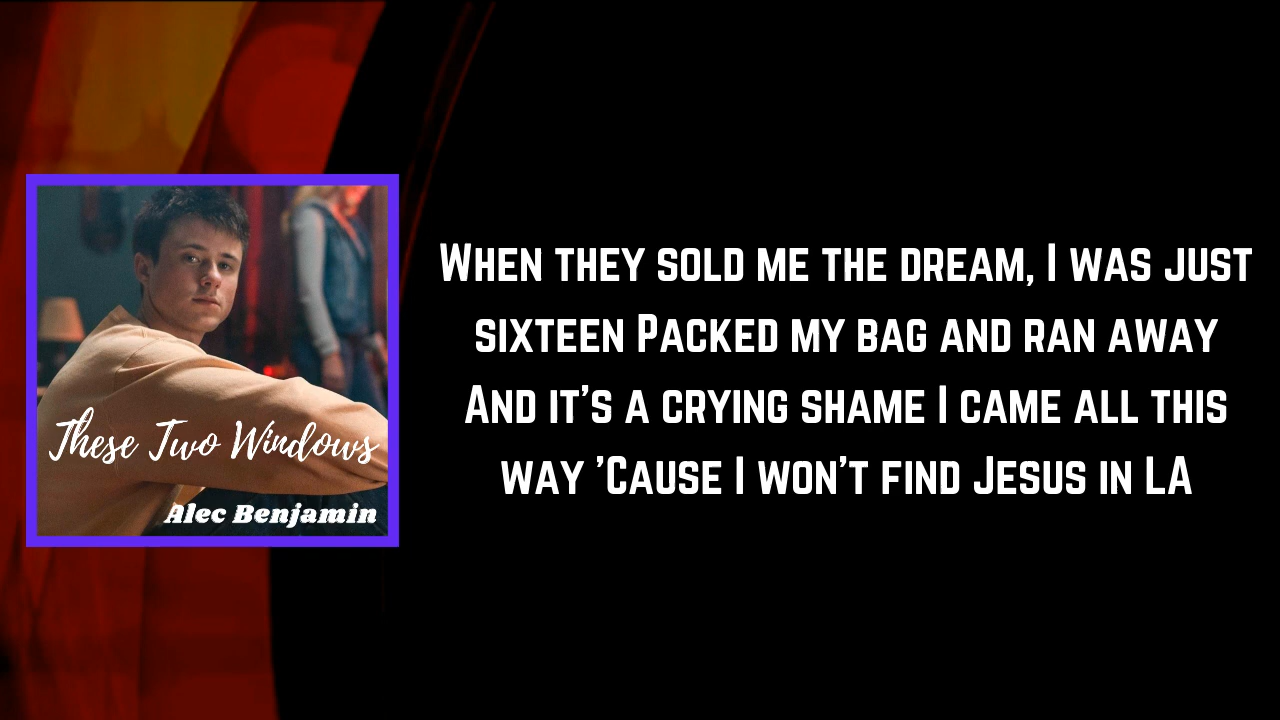 These Two Windows
Alec Benjamin
When they sold me the dream, I was just
sixteen Packed my bag and ran away
And it's a crying shame I came all this
way 'Cause I won't find Jesus in LA